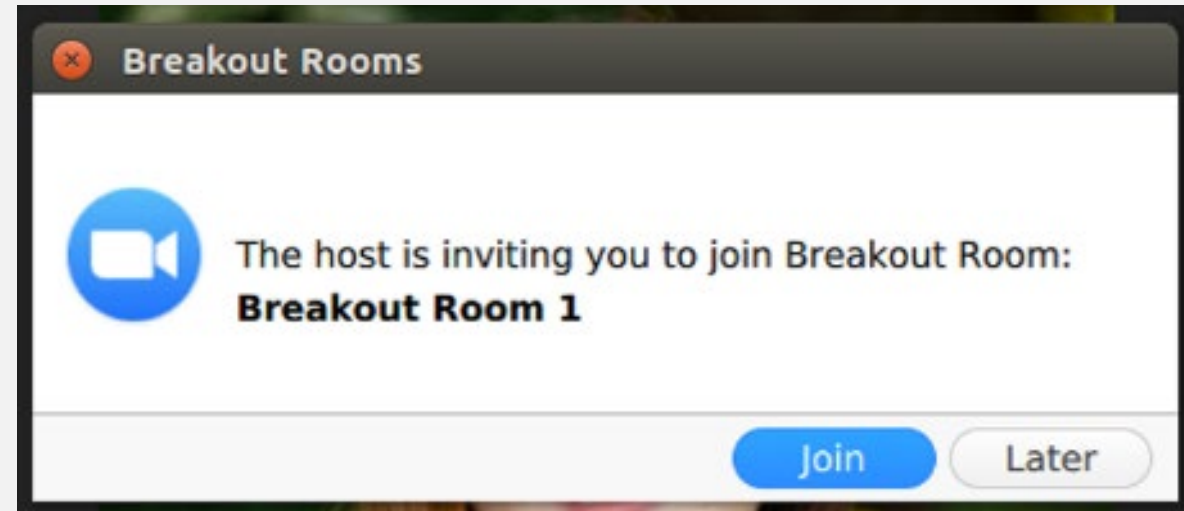 Breakout Rooms
The host is inviting you to join Breakout Room:
Breakout Room 1
Join Later